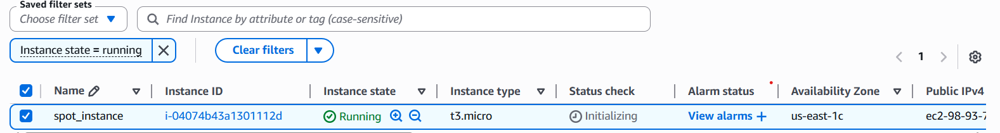 Saved filter sets
Choose filter set Find Instance by attribute or tag (case-sensitive)
Instance state = running Clear filters
1
Name Instance ID Instance state Instance type Status check Alarm status Availability Zone Public IPv4
spot_instance i-04074b43a1301112d Running t3.micro Initializing View alarms + us-east-1c ec2-98-93-7